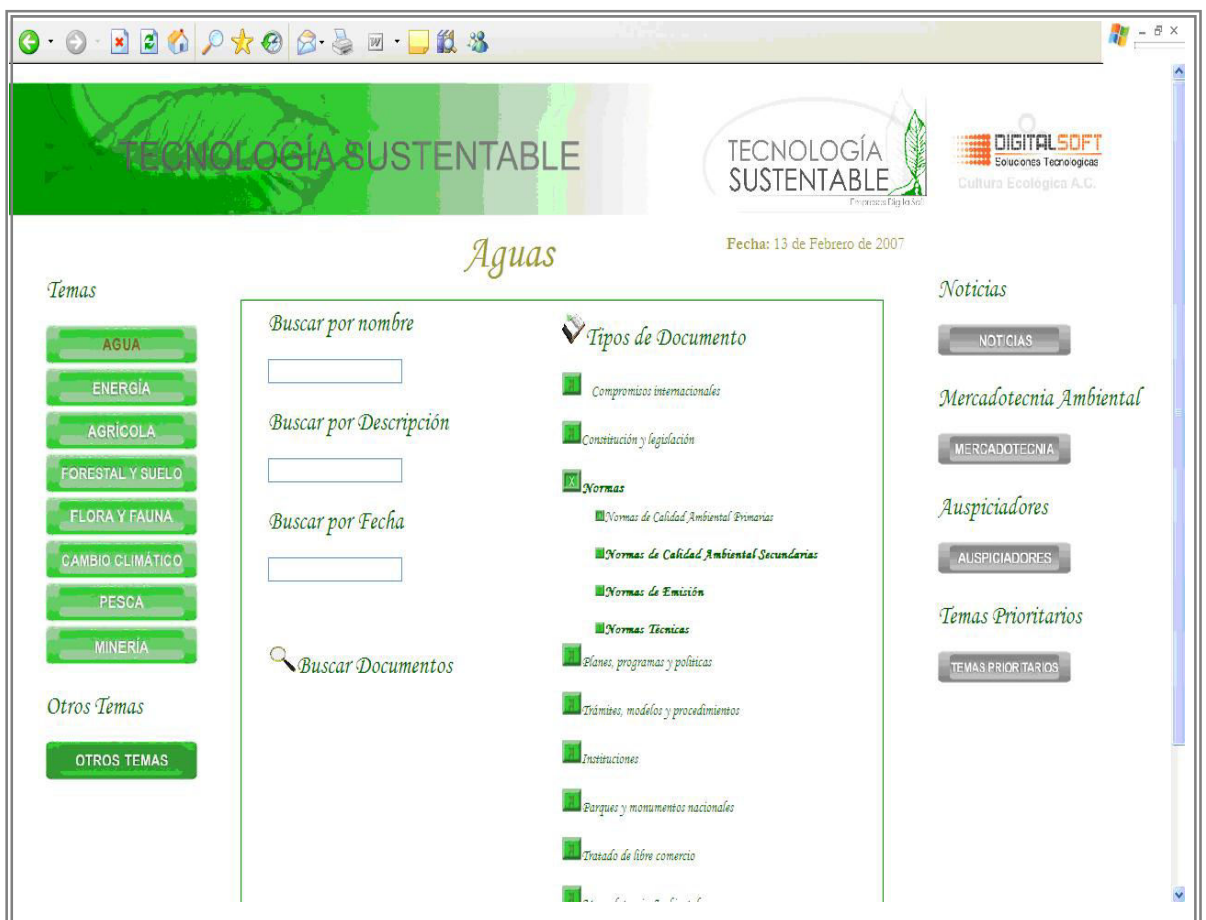 TECNOLOGÍA SUSTENTABLE
TECNOLOGÍA
SUSTENTABLE
DIGITALSOFT
Soluciones Tecnologicas
Cultura Ecológica A.C.
Aguas
Fecha: 13 de Febrero de 2007
Temas
AGUA
ENERGÍA
AGRÍCOLA
FORESTAL Y SUELO
FLORA Y FAUNA
CAMBIO CLIMÁTICO
PESCA
MINERÍA
Otros Temas
OTROS TEMAS
Buscar por nombre
Buscar por Descripción
Buscar por Fecha
Buscar Documentos
Tipos de Documento
Compromisos internacionales
Constitución y legislación
Normas
Normas de Calidad Ambiental Primarias
Normas de Calidad Ambiental Secundarias
Normas de Emisión
Normas Técnicas
Planes, programas y políticas
Trámites, modelos y procedimientos
Instituciones
Parques y monumentos nacionales
Tratado de libre comercio
Noticias
NOTICIAS
Mercadotecnia Ambiental
MERCADOTECNIA
Auspiciadores
AUSPICIADORES
Temas Prioritarios
TEMAS PRIORITARIOS